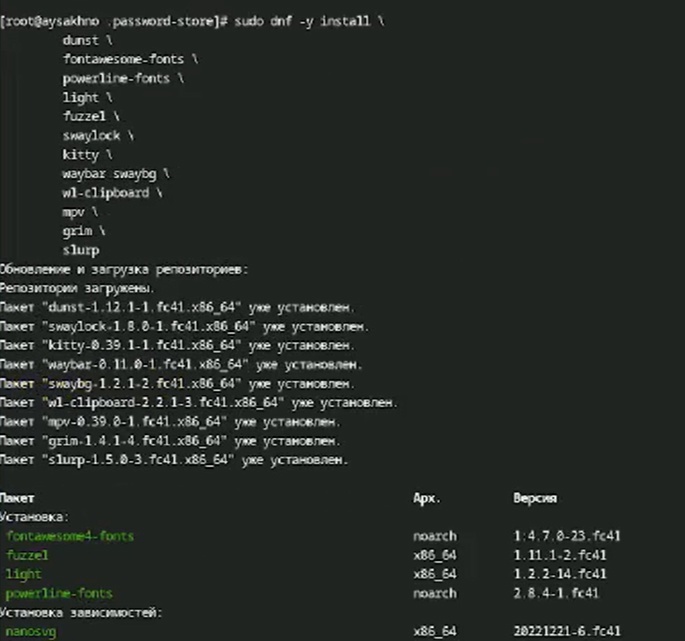 [root@aysakhno .password-store]# sudo dnf -y install \
dunst \
fontawesome-fonts \
powerline-fonts \
light \
fuzzel \
swaylock \
kitty \
waybar swaybg \
wl-clipboard \
mpv \
grim \
slurp
Обновление и загрузка репозиториев:
Репозитории загружены.
Пакет "dunst-1.12.1-1.fc41.x86_64" уже установлен.
Пакет "swaylock-1.8.0-1.fc41.x86_64" уже установлен.
Пакет "kitty-0.39.1-1.fc41.x86_64" уже установлен.
Пакет "waybar-0.11.0-1.fc41.x86_64" уже установлен.
Пакет "swaybg-1.2.1-2.fc41.x86_64" уже установлен.
Пакет "wl-clipboard-2.2.1-3.fc41.x86_64" уже установлен.
Пакет "mpv-0.39.0-1.fc41.x86_64" уже установлен.
Пакет "grim-1.4.1-4.fc41.x86_64" уже установлен.
Пакет "slurp-1.5.0-3.fc41.x86_64" уже установлен.
Пакет Арх. Версия
Установка:
fontawesome4-fonts noarch 1:4.7.0-23.fc41
fuzzel x86_64 1.11.1-2.fc41
light x86_64 1.2.2-14.fc41
powerline-fonts noarch 2.8.4-1.fc41
Установка зависимостей:
nanosvg x86_64 20221221-6.fc41